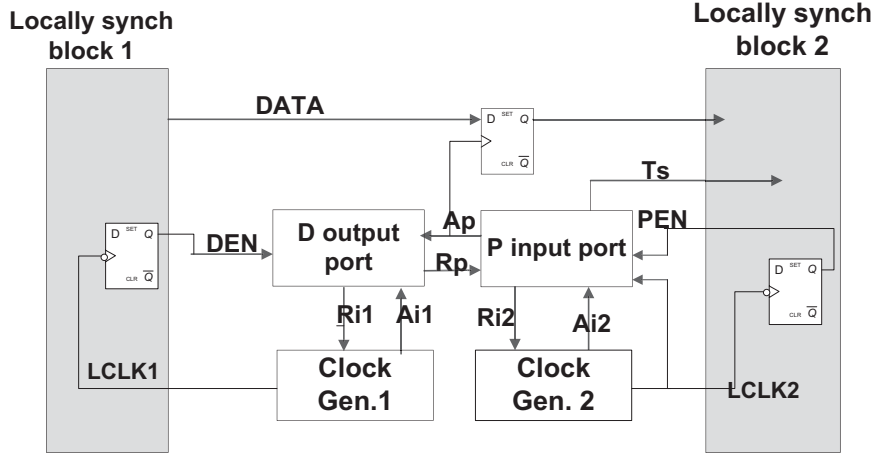 Locally synch
block 1
Locally synch
block 2
DATA
D SET Q
CLR Q
Ts
D SET Q
CLR Q
DEN
D output
port
Ap
Rp
P input port
PEN
D SET Q
CLR Q
Ri1
Ai1
Ri2
Ai2
LCLK1
Clock
Gen.1
Clock
Gen. 2
LCLK2